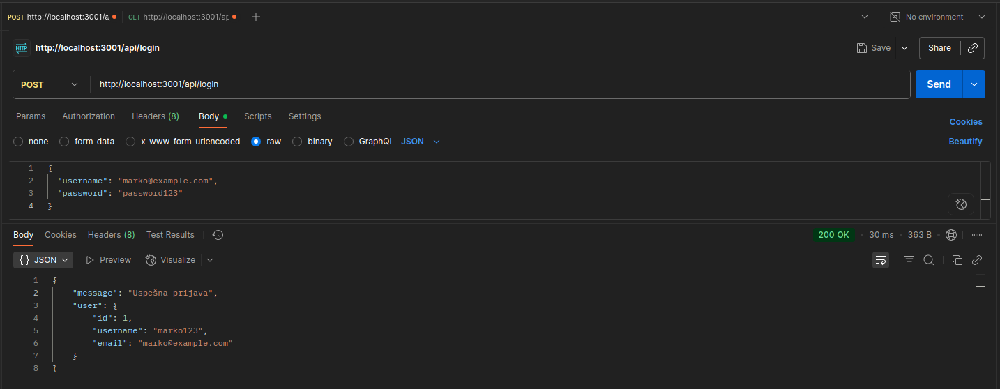 POST http://localhost:3001/a GET http://localhost:3001/ap No environment
HTTP http://localhost:3001/api/login Save Share
POST http://localhost:3001/api/login Send
Params Authorization Headers (8) Body Scripts Settings Cookies
none form-data x-www-form-urlencoded raw binary GraphQL JSON Beautify
1 {
2 "username": "marko@example.com",
3 "password": "password123"
4 }
Body Cookies Headers (8) Test Results 200 OK 30 ms 363 B
{} JSON Preview Visualize
1 {
2 "message": "Uspešna prijava",
3 "user": {
4 "id": 1,
5 "username": "marko123",
6 "email": "marko@example.com"
7 }
8 }